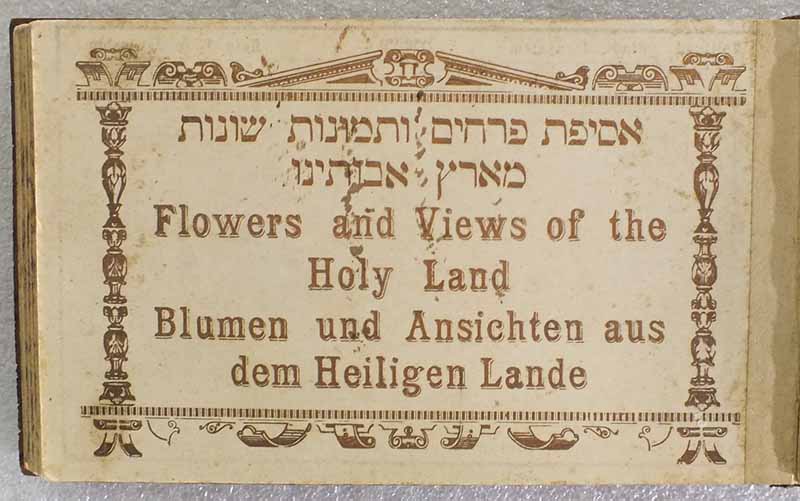 אסיפת פרחים ותמונות שונות
מארץ אבותינו
Flowers and Views of the
Holy Land
Blumen und Ansichten aus
dem Heiligen Lande